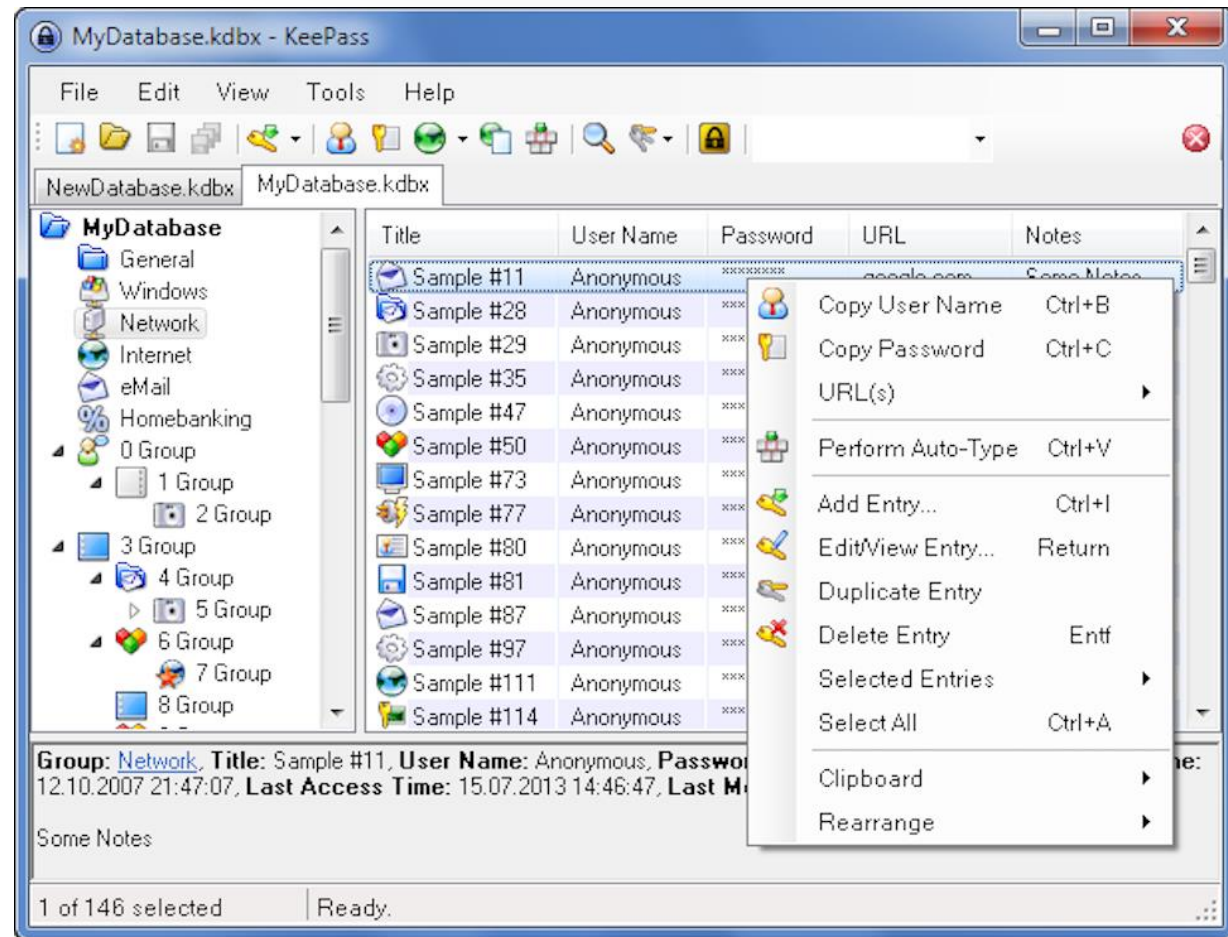 MyDatabase.kdbx - KeePass
File Edit View Tools Help
NewDatabase.kdbx MyDatabase.kdbx
MyDatabase
General
Windows
Network
Internet
eMail
Homebanking
0 Group
1 Group
2 Group
3 Group
4 Group
5 Group
6 Group
7 Group
8 Group
Title User Name Password URL Notes
Sample #11 Anonymous ******** google.com Some Notes
Sample #28 Anonymous ***
Sample #29 Anonymous ***
Sample #35 Anonymous ***
Sample #47 Anonymous ***
Sample #50 Anonymous ***
Sample #73 Anonymous ***
Sample #77 Anonymous ***
Sample #80 Anonymous ***
Sample #81 Anonymous ***
Sample #87 Anonymous ***
Sample #97 Anonymous ***
Sample #111 Anonymous ***
Sample #114 Anonymous ***
Copy User Name Ctrl+B
Copy Password Ctrl+C
URL(s)
Perform Auto-Type Ctrl+V
Add Entry... Ctrl+I
Edit/View Entry... Return
Duplicate Entry
Delete Entry Entf
Selected Entries
Select All Ctrl+A
Clipboard
Rearrange
Group: Network, Title: Sample #11, User Name: Anonymous,
12.10.2007 21:47:07, Last Access Time: 15.07.2013 14:46:47, Last
Some Notes
1 of 146 selected Ready.